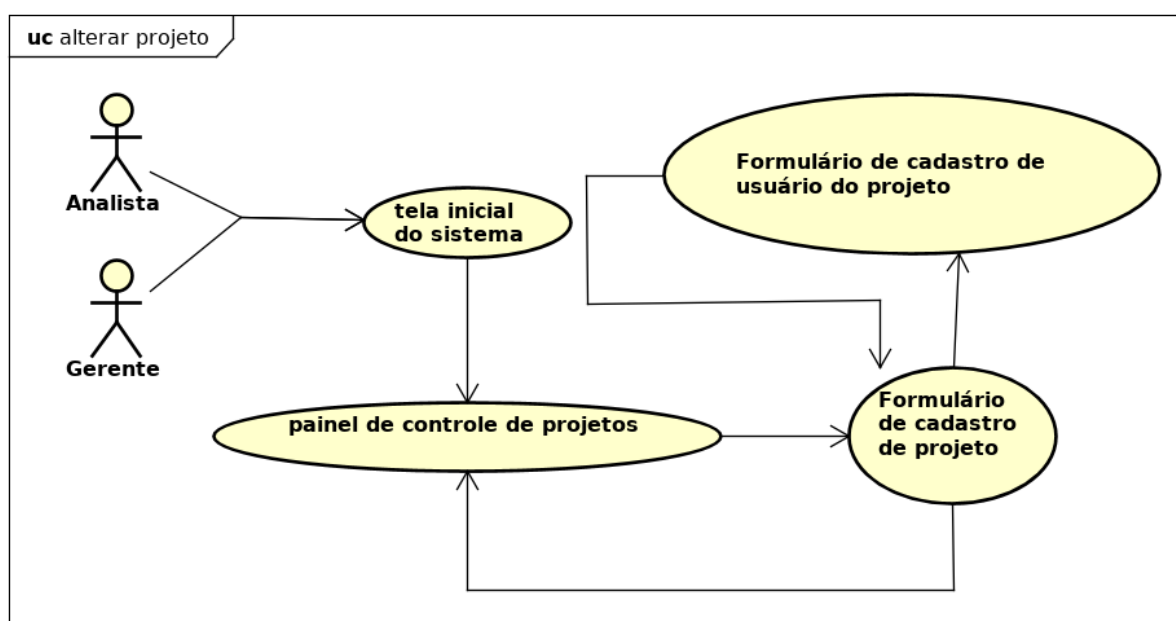 uc alterar projeto
Analista
Gerente
tela inicial
do sistema
Formulário de cadastro de
usuário do projeto
painel de controle de projetos
Formulário
de cadastro
de projeto